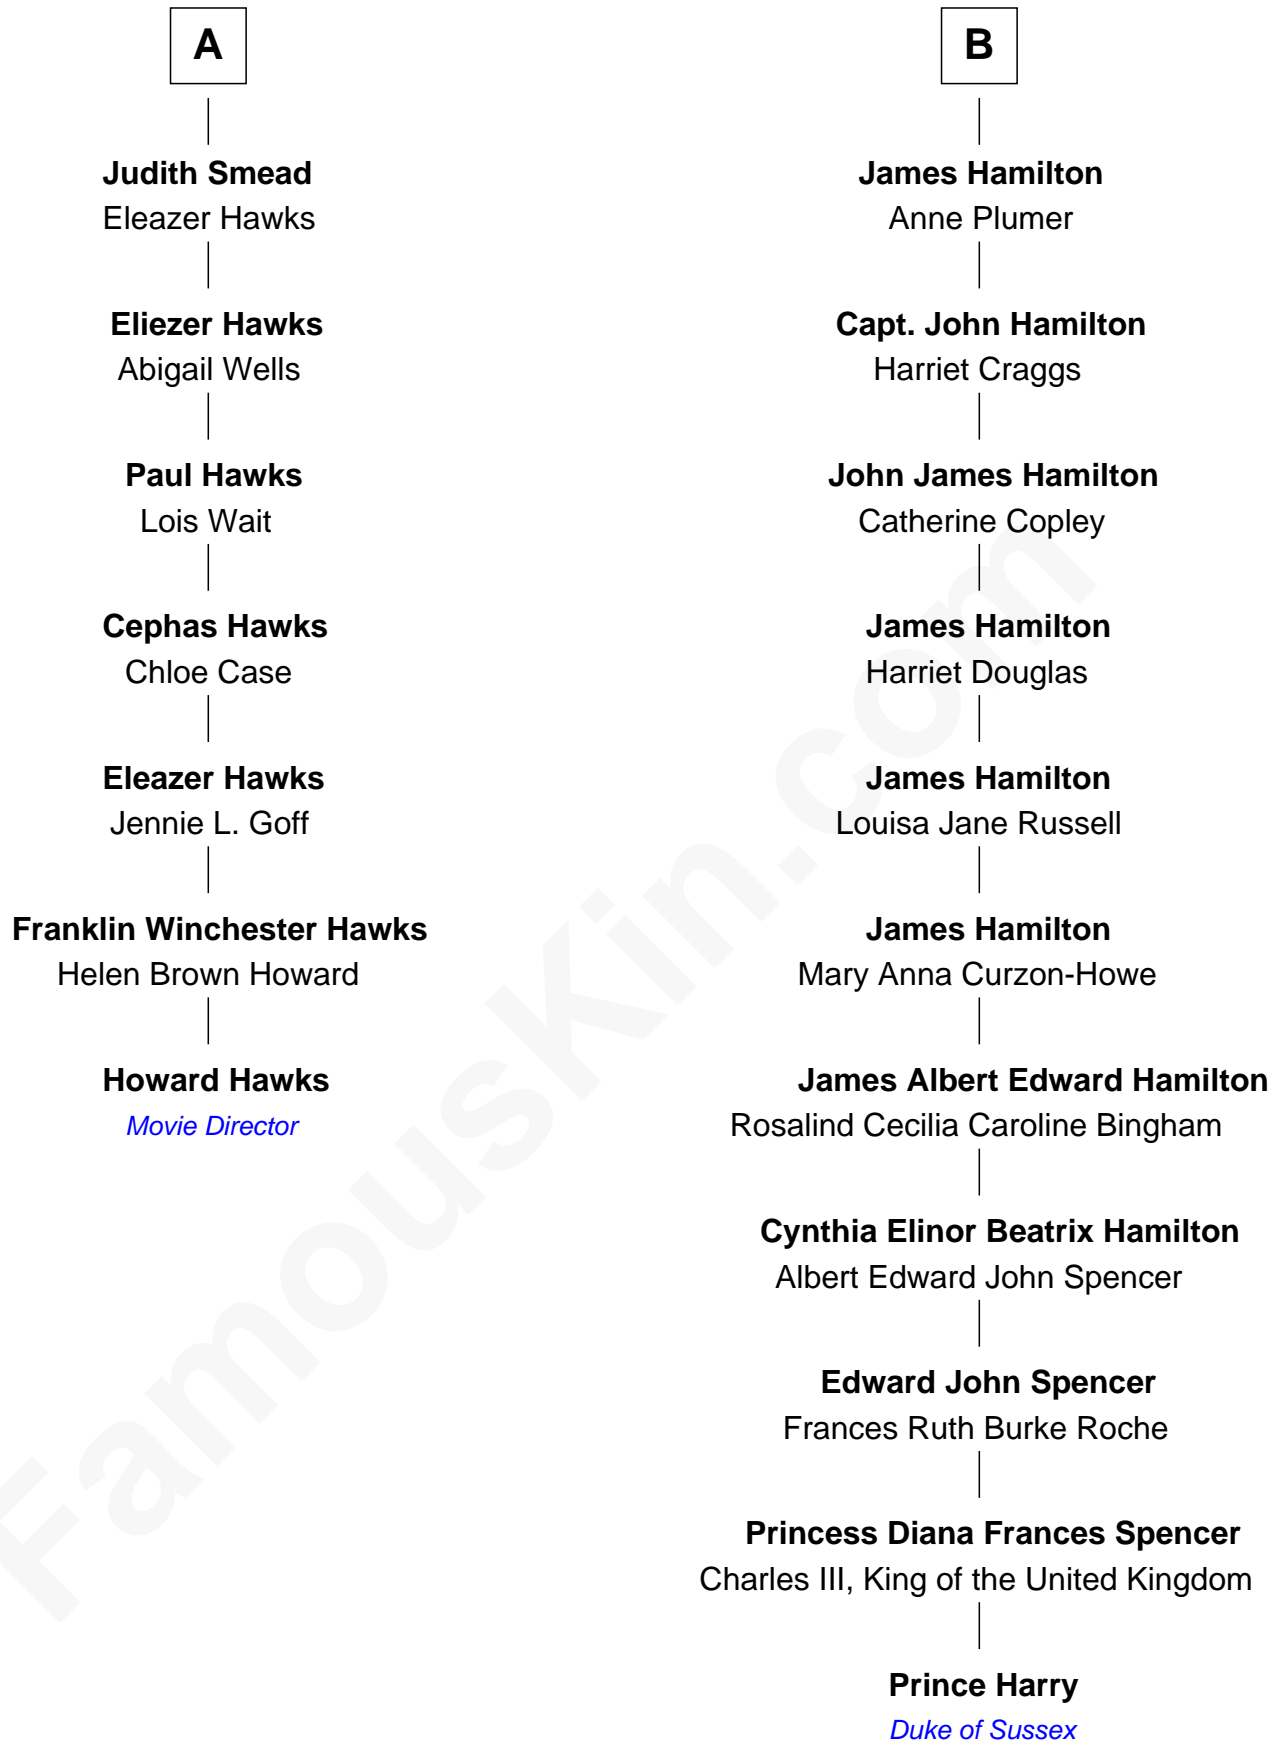 A
Judith Smead
Eleazer Hawks
Eliezer Hawks
Abigail Wells
Paul Hawks
Lois Wait
Cephas Hawks
Chloe Case
Eleazer Hawks
Jennie L. Goff
Franklin Winchester Hawks
Helen Brown Howard
Howard Hawks
Movie Director
B
James Hamilton
Anne Plumer
Capt. John Hamilton
Harriet Craggs
John James Hamilton
Catherine Copley
James Hamilton
Harriet Douglas
James Hamilton
Louisa Jane Russell
James Hamilton
Mary Anna Curzon-Howe
James Albert Edward Hamilton
Rosalind Cecilia Caroline Bingham
Cynthia Elinor Beatrix Hamilton
Albert Edward John Spencer
Edward John Spencer
Frances Ruth Burke Roche
Princess Diana Frances Spencer
Charles III, King of the United Kingdom
Prince Harry
Duke of Sussex
FamousKin.com